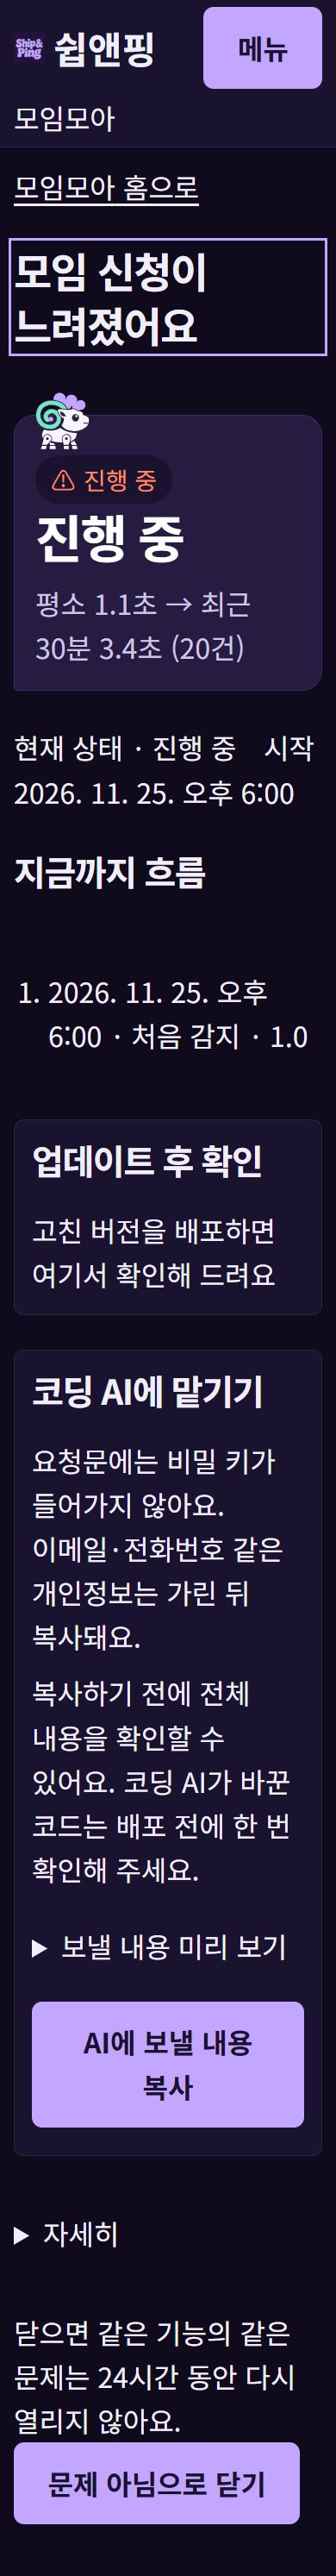 Ship&
Ping
쉽앤핑
메뉴
모임모아
모임모아 홈으로
모임 신청이
느려졌어요
진행 중
진행 중
평소 1.1초 → 최근
30분 3.4초 (20건)
현재 상태 · 진행 중 시작
2026. 11. 25. 오후 6:00
지금까지 흐름
1. 2026. 11. 25. 오후
6:00 · 처음 감지 · 1.0
업데이트 후 확인
고친 버전을 배포하면
여기서 확인해 드려요
코딩 AI에 맡기기
요청문에는 비밀 키가
들어가지 않아요.
이메일·전화번호 같은
개인정보는 가린 뒤
복사돼요.
복사하기 전에 전체
내용을 확인할 수
있어요. 코딩 AI가 바꾼
코드는 배포 전에 한 번
확인해 주세요.
▶ 보낼 내용 미리 보기
AI에 보낼 내용
복사
▶ 자세히
닫으면 같은 기능의 같은
문제는 24시간 동안 다시
열리지 않아요.
문제 아님으로 닫기